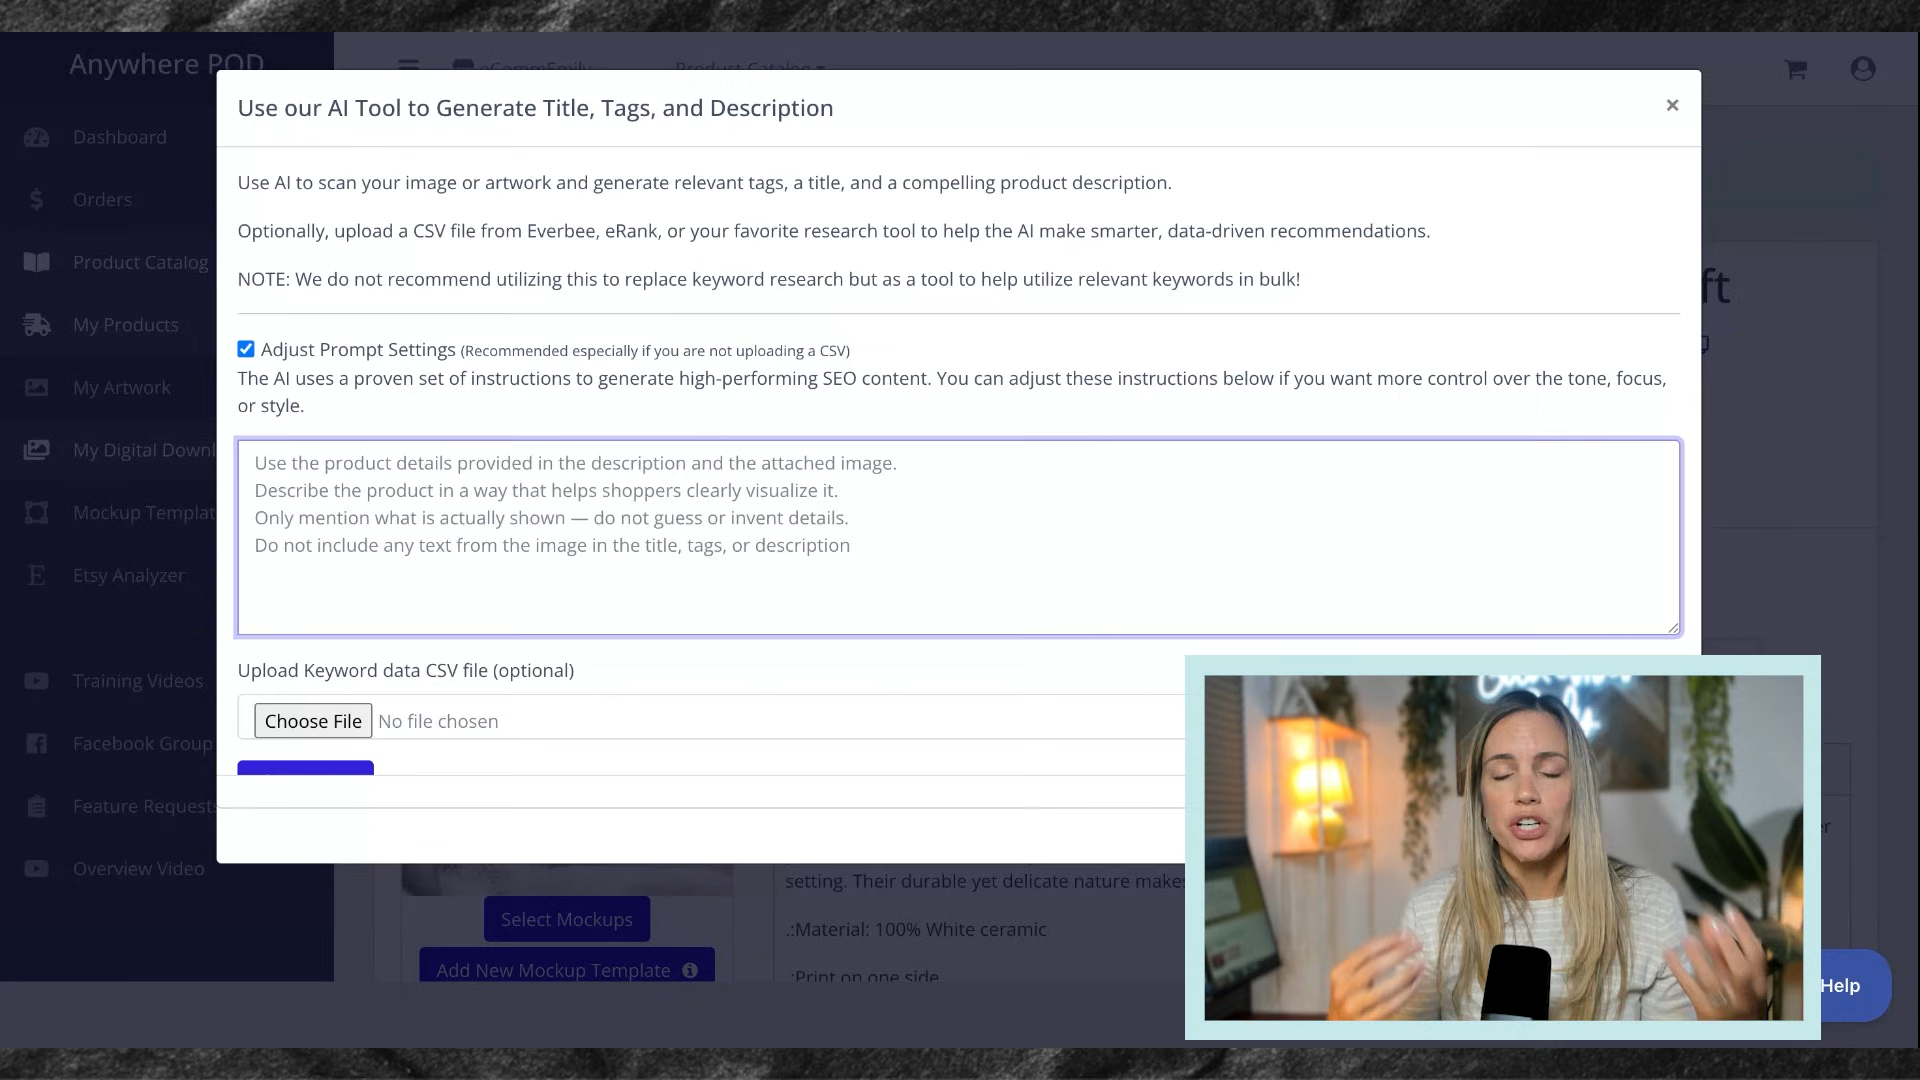 Anywhere POD
eCommEmily
Product Catalog
Use our AI Tool to Generate Title, Tags, and Description
×
Dashboard
Orders
Product Catalog
My Products
My Artwork
My Digital Downl
Mockup Templat
Etsy Analyzer
Training Videos
Facebook Group
Feature Requests
Overview Video
Use AI to scan your image or artwork and generate relevant tags, a title, and a compelling product description.
Optionally, upload a CSV file from Everbee, eRank, or your favorite research tool to help the AI make smarter, data-driven recommendations.
NOTE: We do not recommend utilizing this to replace keyword research but as a tool to help utilize relevant keywords in bulk!
Adjust Prompt Settings (Recommended especially if you are not uploading a CSV)
The AI uses a proven set of instructions to generate high-performing SEO content. You can adjust these instructions below if you want more control over the tone, focus,
or style.
Use the product details provided in the description and the attached image.
Describe the product in a way that helps shoppers clearly visualize it.
Only mention what is actually shown — do not guess or invent details.
Do not include any text from the image in the title, tags, or description
Upload Keyword data CSV file (optional)
Choose File No file chosen
ft
setting. Their durable yet delicate nature makes
.:Material: 100% White ceramic
.:Print on one side
Select Mockups
Add New Mockup Template
Help